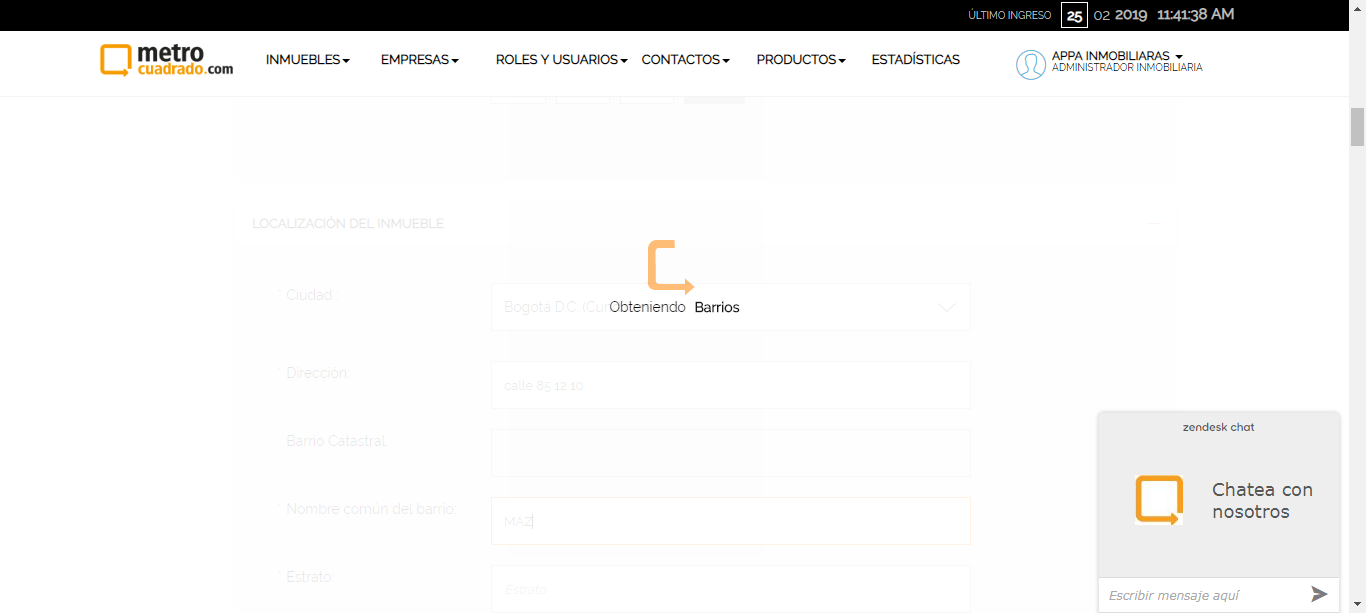 ÚLTIMO INGRESO 25 02 2019 11:41:38 AM
metro
cuadrado.com
INMUEBLES EMPRESAS ROLES Y USUARIOS CONTACTOS PRODUCTOS ESTADÍSTICAS
APPA INMOBILIARAS
ADMINISTRADOR INMOBILIARIA
LOCALIZACIÓN DEL INMUEBLE
* Ciudad:
Bogotá D.C. (Cun
Obteniendo Barrios
* Dirección:
calle 85 12 10
Barrio Catastral:
* Nombre común del barrio:
MAZ
* Estrato:
Estrato
zendesk chat
Chatea con
nosotros
Escribir mensaje aquí